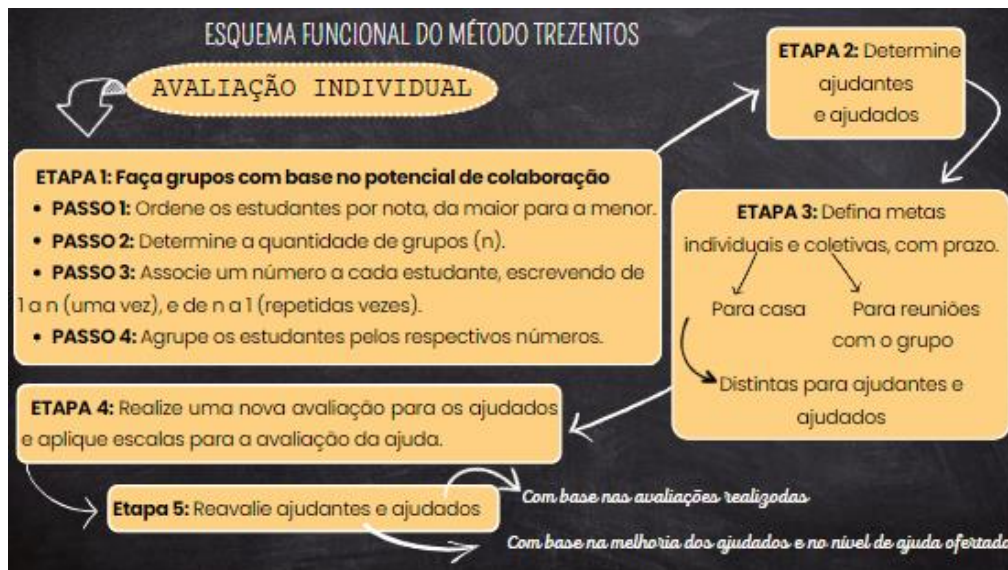 ESQUEMA FUNCIONAL DO MÉTODO TREZENTOS
AVALIAÇÃO INDIVIDUAL
ETAPA 1: Faça grupos com base no potencial de colaboração
• PASSO 1: Ordene os estudantes por nota, da maior para a menor.
• PASSO 2: Determine a quantidade de grupos (n).
• PASSO 3: Associe um número a cada estudante, escrevendo de
1 a n (uma vez), e de n a 1 (repetidas vezes).
• PASSO 4: Agrupe os estudantes pelos respectivos números.
ETAPA 2: Determine
ajudantes
e ajudados
ETAPA 3: Defina metas
individuais e coletivas, com prazo.
Para casa
Para reuniões
com o grupo
Distintas para ajudantes e
ajudados
ETAPA 4: Realize uma nova avaliação para os ajudados
e aplique escalas para a avaliação da ajuda.
Etapa 5: Reavalie ajudantes e ajudados
Com base nas avaliações realizadas
Com base na melhoria dos ajudados e no nível de ajuda ofertada